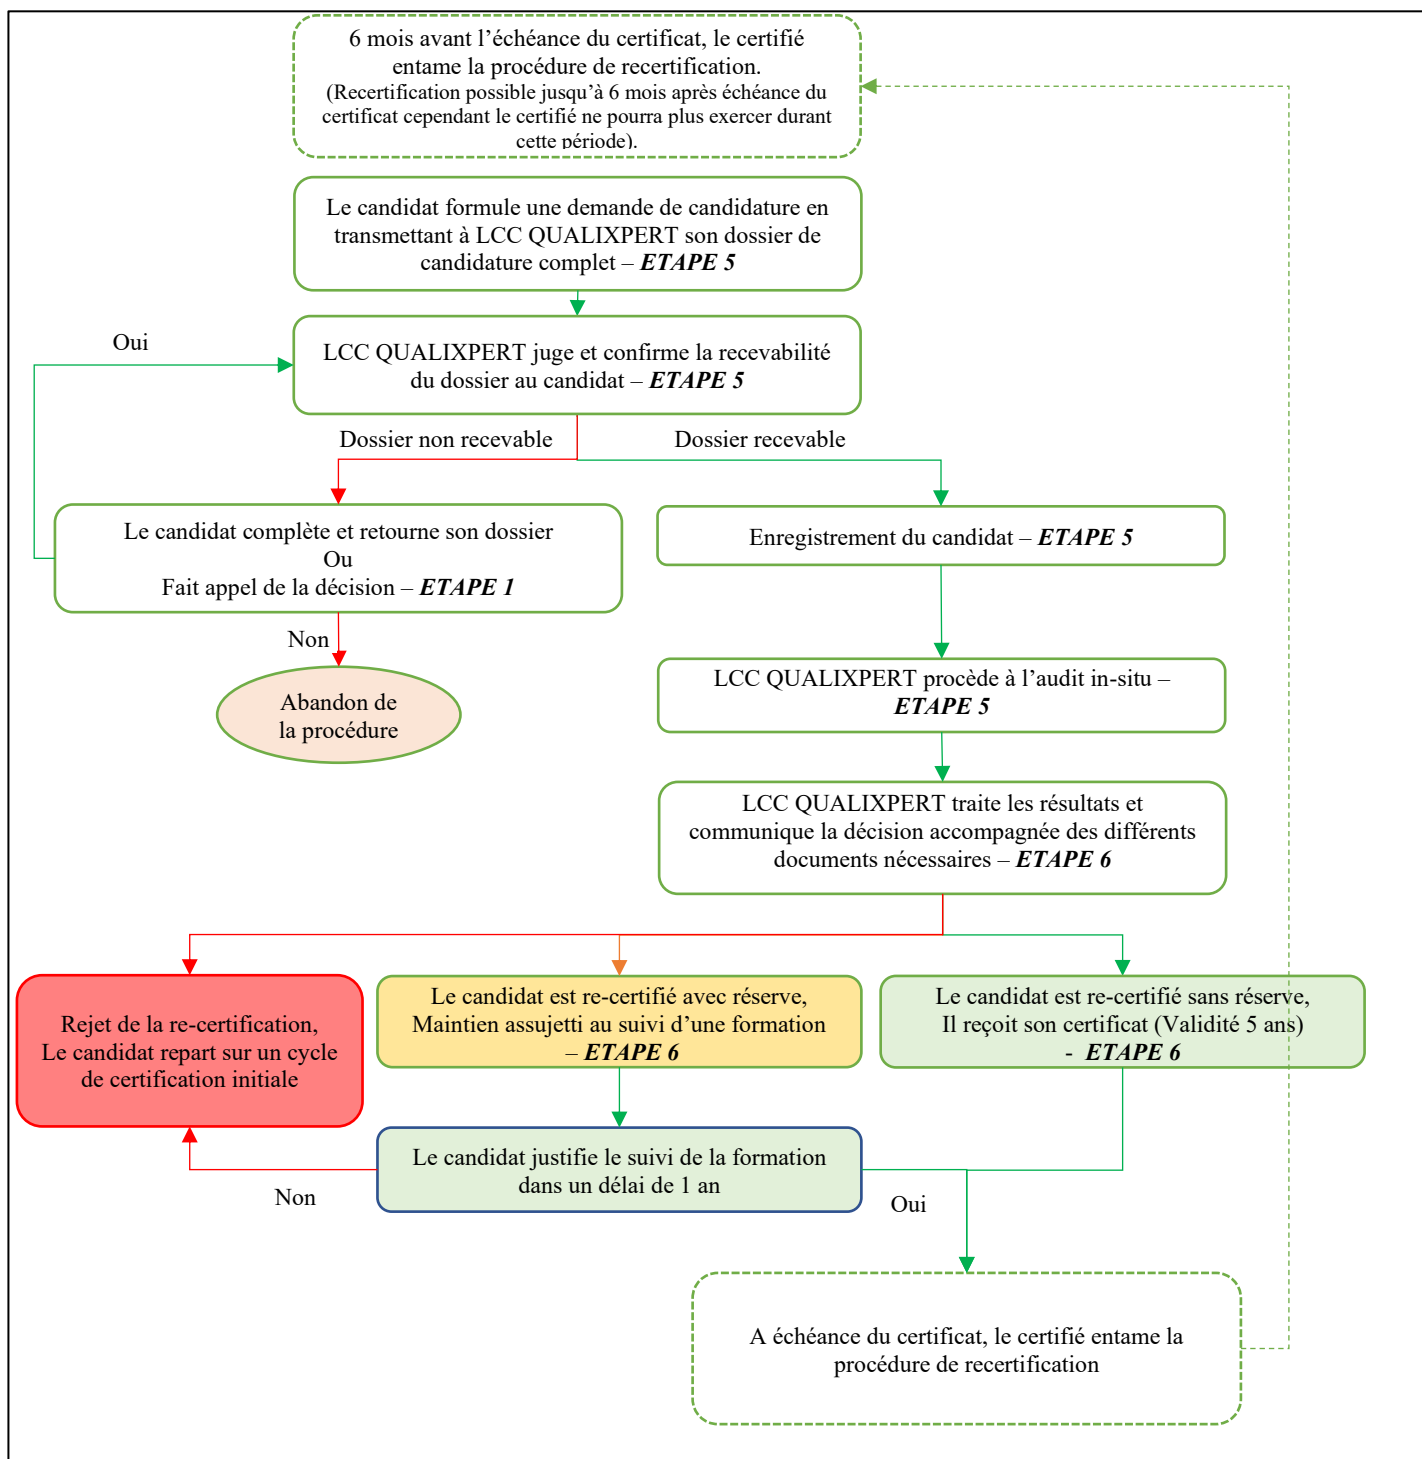 6 mois avant l’échéance du certificat, le certifié
entame la procédure de recertification.
(Recertification possible jusqu’à 6 mois après échéance du
certificat cependant le certifié ne pourra plus exercer durant
cette période).
Le candidat formule une demande de candidature en
transmettant à LCC QUALIXPERT son dossier de
candidature complet – ETAPE 5
Oui
LCC QUALIXPERT juge et confirme la recevabilité
du dossier au candidat – ETAPE 5
Dossier non recevable
Dossier recevable
Le candidat complète et retourne son dossier
Ou
Fait appel de la décision – ETAPE 1
Enregistrement du candidat – ETAPE 5
Non
Abandon de
la procédure
LCC QUALIXPERT procède à l’audit in-situ –
ETAPE 5
LCC QUALIXPERT traite les résultats et
communique la décision accompagnée des différents
documents nécessaires – ETAPE 6
Rejet de la re-certification,
Le candidat repart sur un cycle
de certification initiale
Le candidat est re-certifié avec réserve,
Maintien assujetti au suivi d’une formation
– ETAPE 6
Le candidat est re-certifié sans réserve,
Il reçoit son certificat (Validité 5 ans)
- ETAPE 6
Le candidat justifie le suivi de la formation
dans un délai de 1 an
Non
Oui
A échéance du certificat, le certifié entame la
procédure de recertification